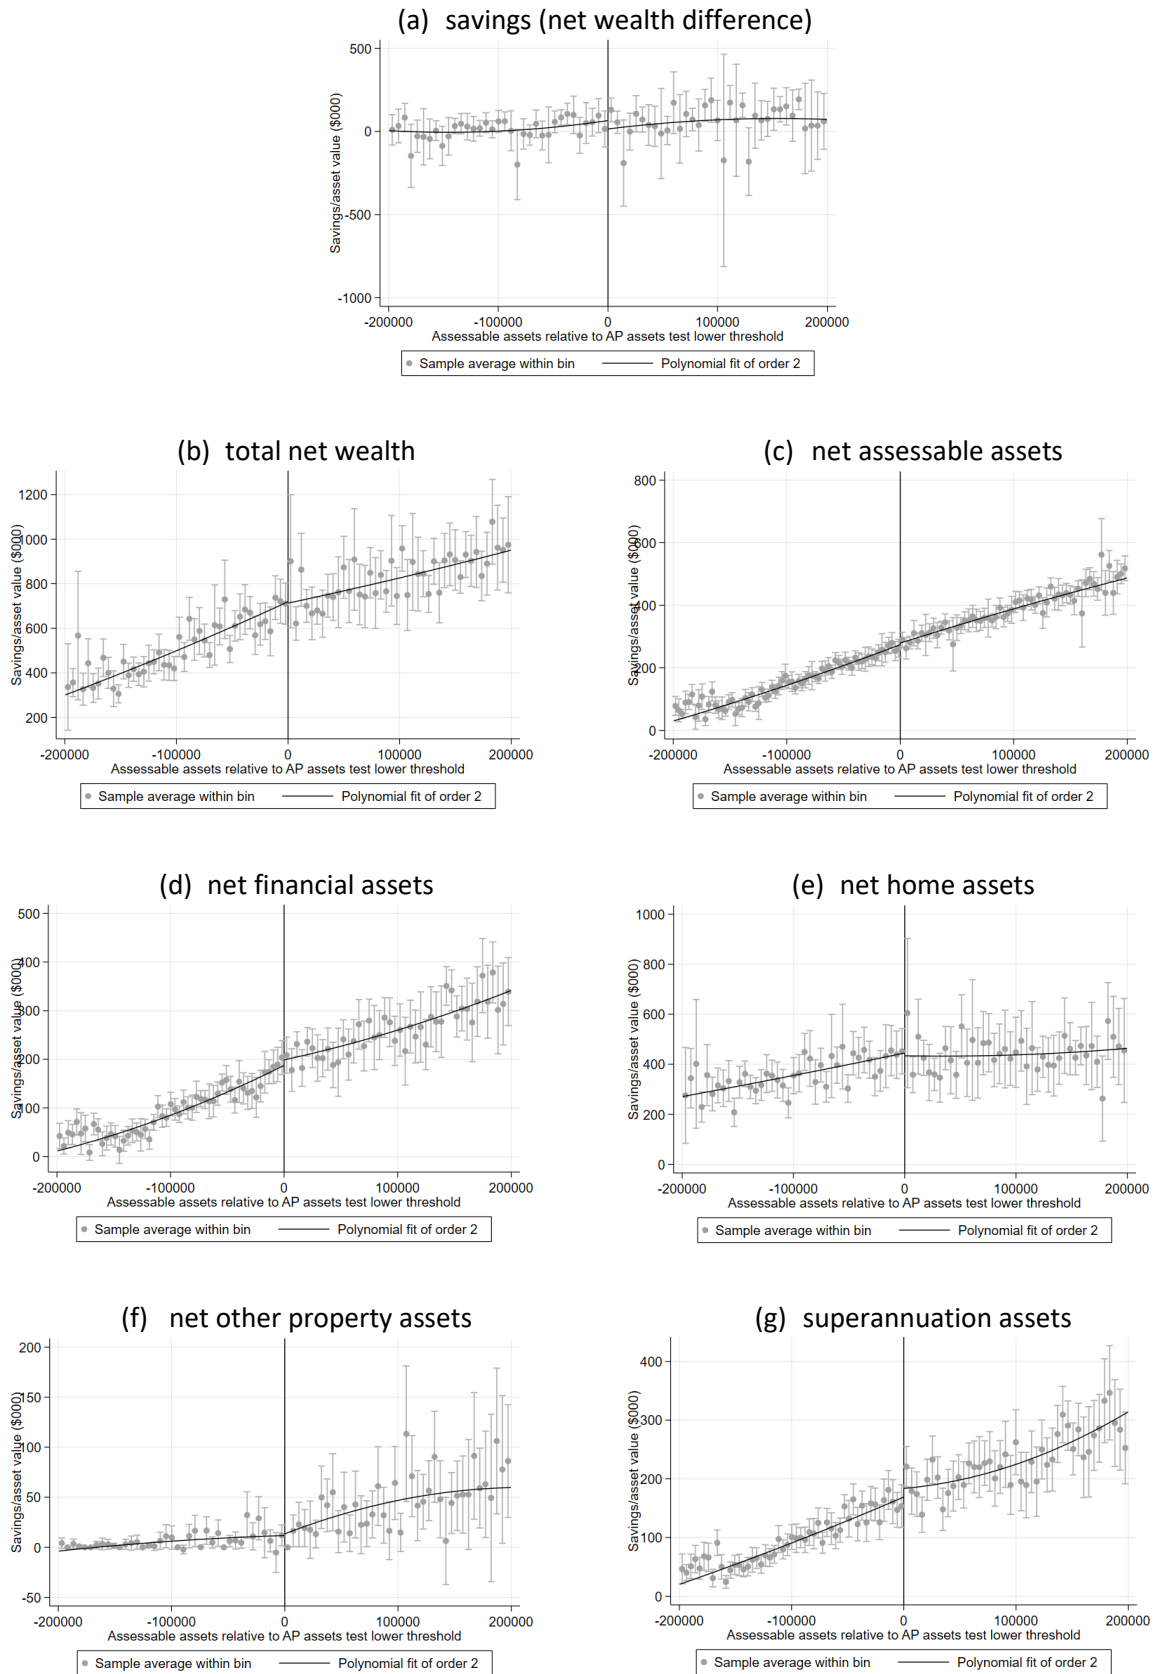 (a) savings (net wealth difference)
Savings/asset value ($000)
500
0
-500
-1000
-200000 -100000 0 100000 200000
Assessable assets relative to AP assets test lower threshold
Sample average within bin Polynomial fit of order 2
(b) total net wealth
Savings/asset value ($000)
1200
1000
800
600
400
200
-200000 -100000 0 100000 200000
Assessable assets relative to AP assets test lower threshold
Sample average within bin Polynomial fit of order 2
(c) net assessable assets
Savings/asset value ($000)
800
600
400
200
0
-200000 -100000 0 100000 200000
Assessable assets relative to AP assets test lower threshold
Sample average within bin Polynomial fit of order 2
(d) net financial assets
Savings/asset value ($000)
500
400
300
200
100
0
-200000 -100000 0 100000 200000
Assessable assets relative to AP assets test lower threshold
Sample average within bin Polynomial fit of order 2
(e) net home assets
Savings/asset value ($000)
1000
800
600
400
200
0
-200000 -100000 0 100000 200000
Assessable assets relative to AP assets test lower threshold
Sample average within bin Polynomial fit of order 2
(f) net other property assets
Savings/asset value ($000)
200
150
100
50
0
-50
-200000 -100000 0 100000 200000
Assessable assets relative to AP assets test lower threshold
Sample average within bin Polynomial fit of order 2
(g) superannuation assets
Savings/asset value ($000)
400
300
200
100
0
-200000 -100000 0 100000 200000
Assessable assets relative to AP assets test lower threshold
Sample average within bin Polynomial fit of order 2